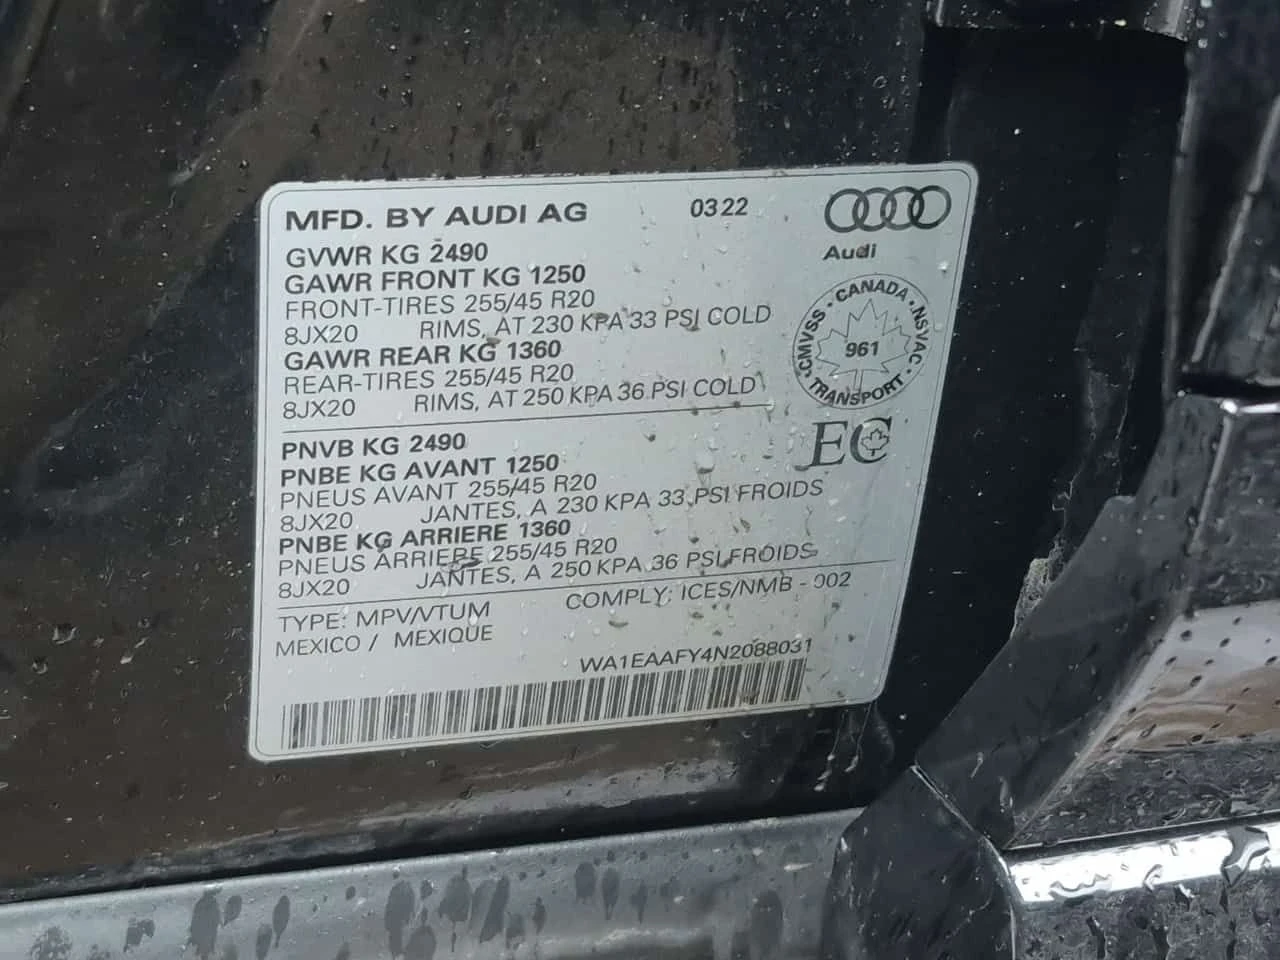 MFD. BY AUDI AG 0322
Audi
GVWR KG 2490
GAWR FRONT KG 1250
FRONT-TIRES 255/45 R20
8JX20 RIMS, AT 230 KPA 33 PSI COLD
GAWR REAR KG 1360
REAR-TIRES 255/45 R20
8JX20 RIMS, AT 250 KPA 36 PSI COLD
CANADA · NSVAC · TRANSPORT · CMVSS ·
961
EC
PNVB KG 2490
PNBE KG AVANT 1250
PNEUS AVANT 255/45 R20
8JX20 JANTES, A 230 KPA 33 PSI FROIDS
PNBE KG ARRIERE 1360
PNEUS ARRIERE 255/45 R20
8JX20 JANTES, A 250 KPA 36 PSI FROIDS
TYPE: MPV/VTUM COMPLY: ICES/NMB - 002
MEXICO / MEXIQUE
WA1EAAFY4N2088031